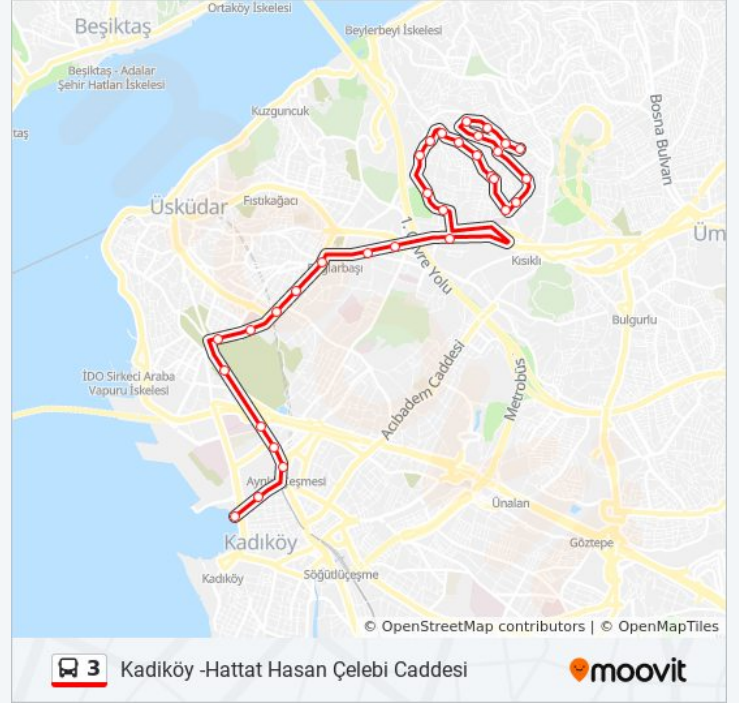 Ortaköy İskelesi
Beşiktaş
Beylerbeyi İskelesi
Beşiktaş - Adalar
Şehir Hatları İskelesi
Bosna Bulvarı
Kuzguncuk
taş
Fıstıkağacı
Üsküdar
1. Çevre Yolu
Üm
Kısıklı
Bulgurlu
İDO Sirkeci Araba
Vapuru İskelesi
Acıbadem Caddesi
Metrobüs
Ünalan
Kadıköy
Göztepe
Kadıköy
Söğütlüçeşme
© OpenStreetMap contributors | © OpenMapTiles
3 Kadiköy -Hattat Hasan Çelebi Caddesi
moovit